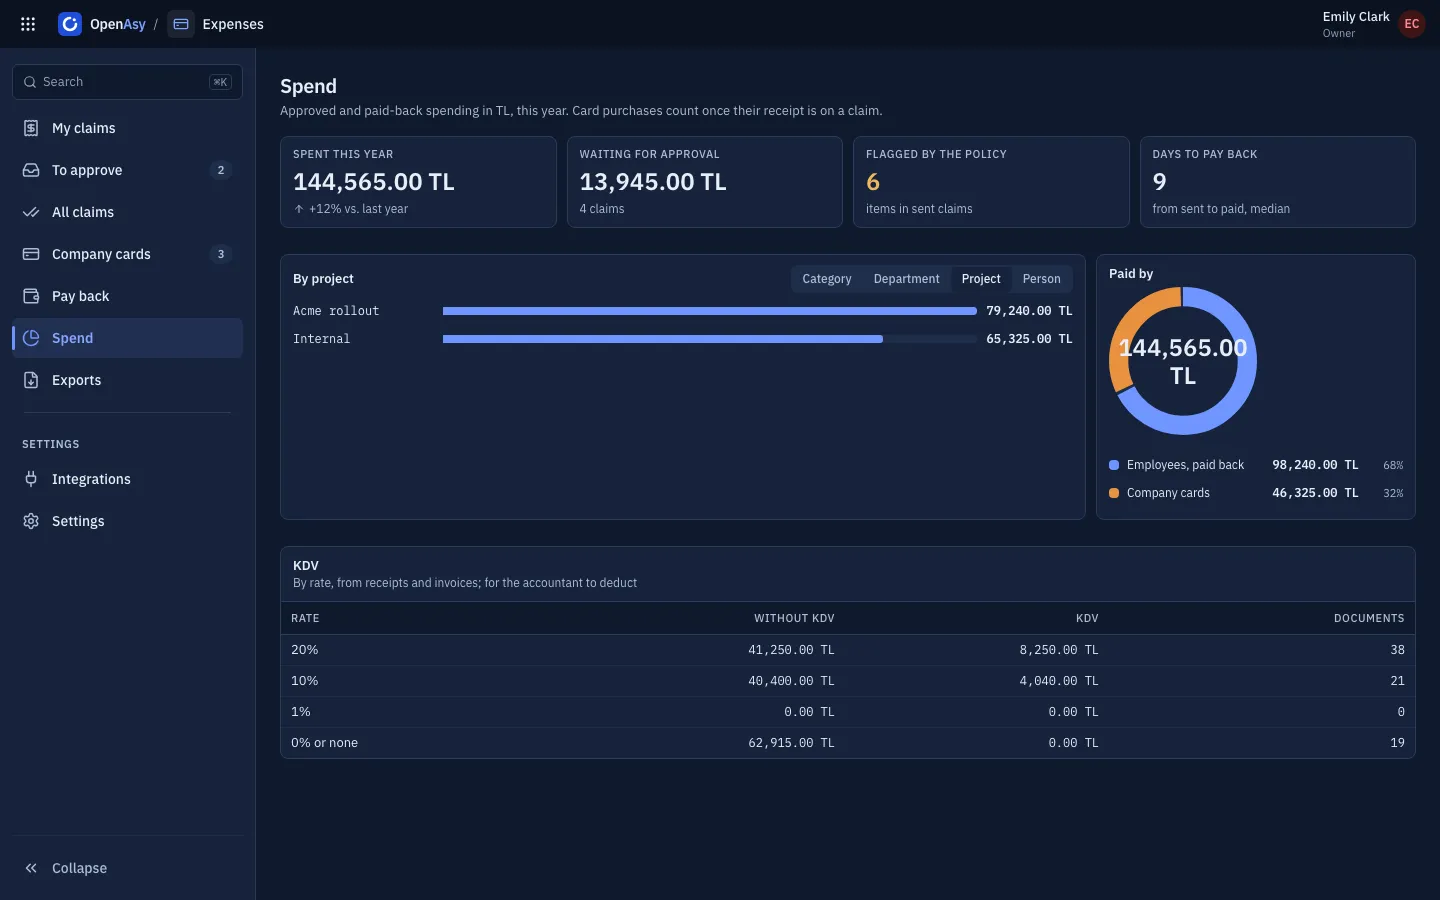 OpenAsy / Expenses
Emily Clark
Owner
EC
Search ⌘K
My claims
To approve 2
All claims
Company cards 3
Pay back
Spend
Exports
SETTINGS
Integrations
Settings
Collapse
Spend
Approved and paid-back spending in TL, this year. Card purchases count once their receipt is on a claim.
SPENT THIS YEAR
144,565.00 TL
↑ +12% vs. last year
WAITING FOR APPROVAL
13,945.00 TL
4 claims
FLAGGED BY THE POLICY
6
items in sent claims
DAYS TO PAY BACK
9
from sent to paid, median
By project
Category Department Project Person
Acme rollout 79,240.00 TL
Internal 65,325.00 TL
Paid by
144,565.00
TL
Employees, paid back 98,240.00 TL 68%
Company cards 46,325.00 TL 32%
KDV
By rate, from receipts and invoices; for the accountant to deduct
RATE WITHOUT KDV KDV DOCUMENTS
20% 41,250.00 TL 8,250.00 TL 38
10% 40,400.00 TL 4,040.00 TL 21
1% 0.00 TL 0.00 TL 0
0% or none 62,915.00 TL 0.00 TL 19